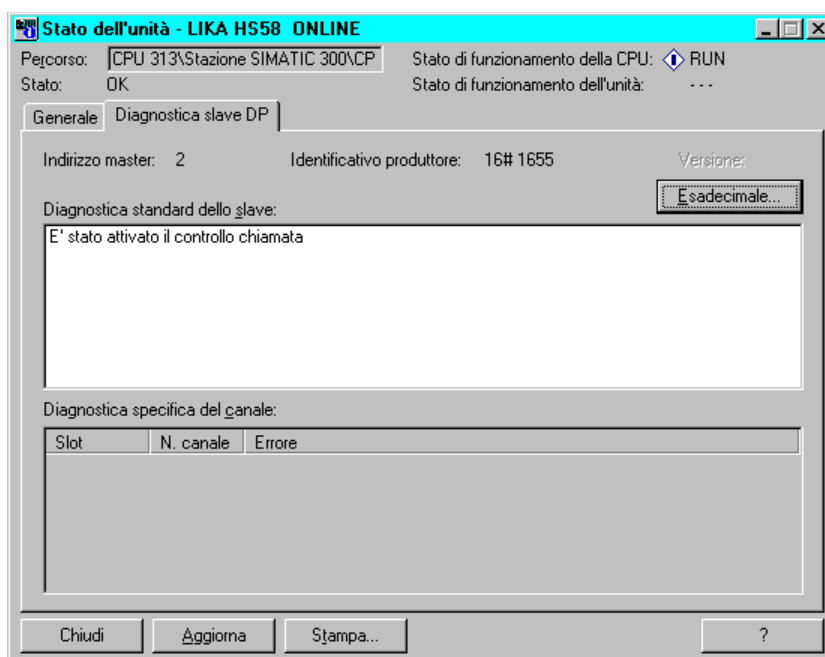 Stato dell'unità - LIKA HS58 ONLINE
Percorso: CPU 313\Stazione SIMATIC 300\CP Stato di funzionamento della CPU: RUN
Stato: OK Stato di funzionamento dell'unità: ---
Generale Diagnostica slave DP
Indirizzo master: 2 Identificativo produttore: 16# 1655 Versione:
Esadecimale...
Diagnostica standard dello slave:
E' stato attivato il controllo chiamata
Diagnostica specifica del canale:
Slot N. canale Errore
Chiudi Aggiorna Stampa... ?